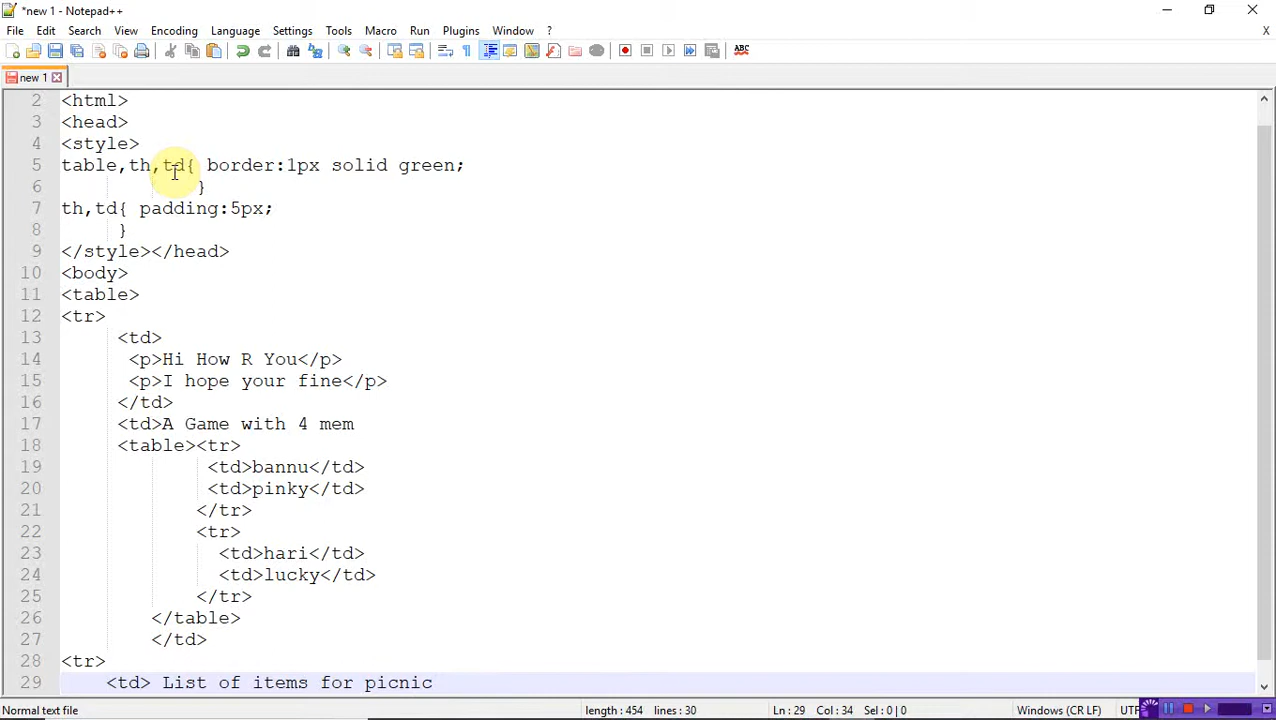 *new 1 - Notepad++
File Edit Search View Encoding Language Settings Tools Macro Run Plugins Window ?
X
ABC
new 1
2 <html>
3 <head>
4 <style>
5 table,th,td{ border:1px solid green;
6 }
7 th,td{ padding:5px;
8 }
9 </style></head>
10 <body>
11 <table>
12 <tr>
13 <td>
14 <p>Hi How R You</p>
15 <p>I hope your fine</p>
16 </td>
17 <td>A Game with 4 mem
18 <table><tr>
19 <td>bannu</td>
20 <td>pinky</td>
21 </tr>
22 <tr>
23 <td>hari</td>
24 <td>lucky</td>
25 </tr>
26 </table>
27 </td>
28 <tr>
29 <td> List of items for picnic
Normal text file length : 454 lines : 30 Ln : 29 Col : 34 Sel : 0 | 0 Windows (CR LF) UTF